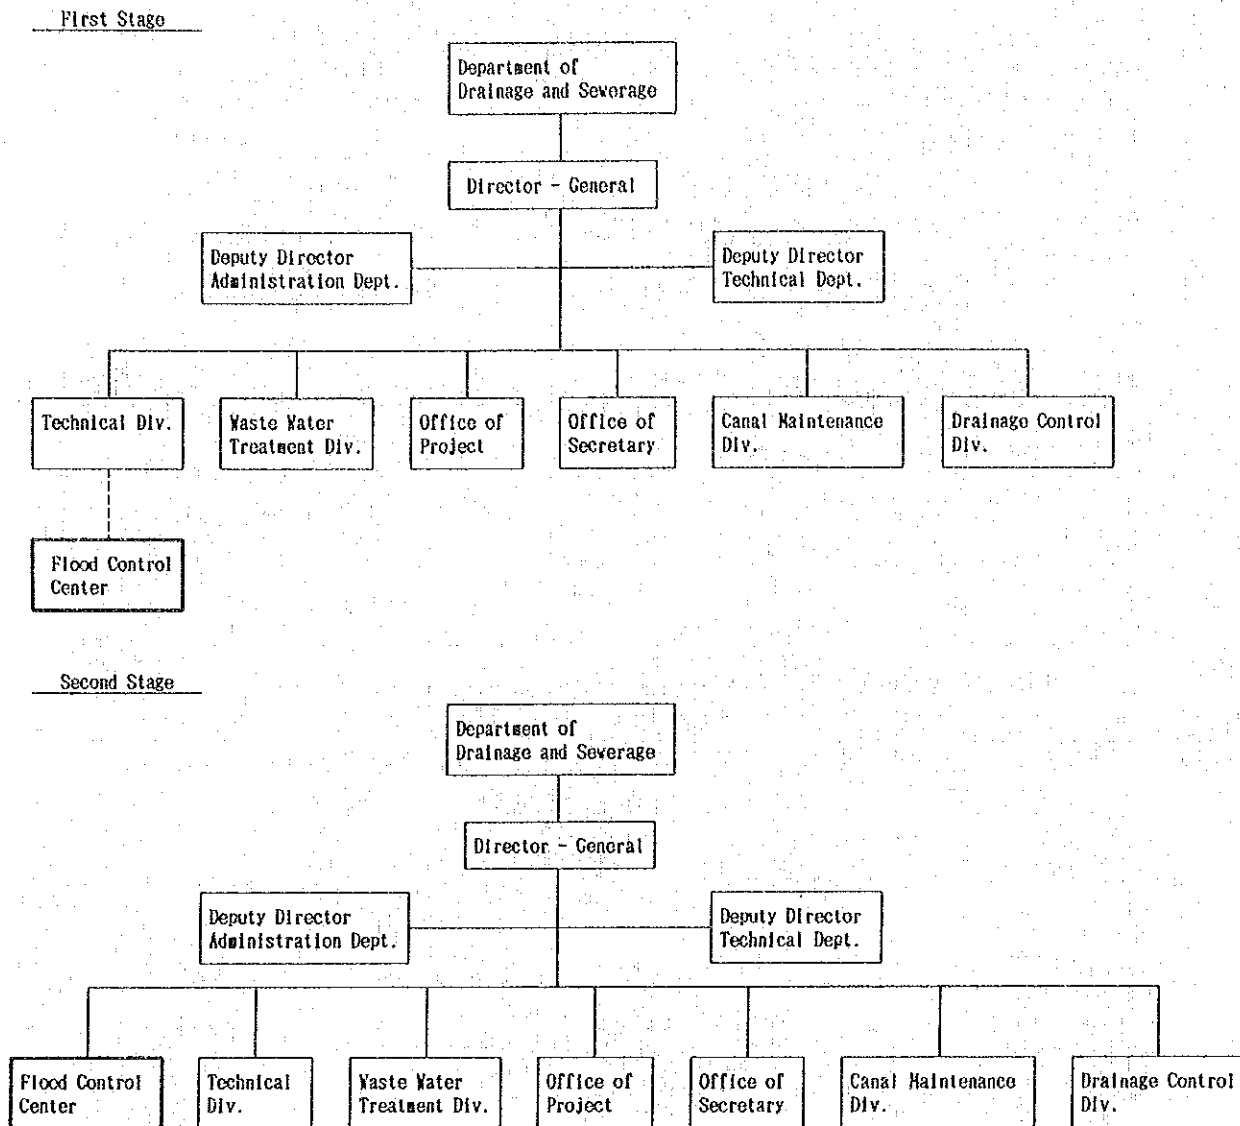 First Stage
Department of
Drainage and Sewerage
Director - General
Deputy Director
Administration Dept.
Deputy Director
Technical Dept.
Technical Div.
Waste Water
Treatment Div.
Office of
Project
Office of
Secretary
Canal Maintenance
Div.
Drainage Control
Div.
Flood Control
Center
Second Stage
Department of
Drainage and Sewerage
Director - General
Deputy Director
Administration Dept.
Deputy Director
Technical Dept.
Flood Control
Center
Technical
Div.
Waste Water
Treatment Div.
Office of
Project
Office of
Secretary
Canal Maintenance
Div.
Drainage Control
Div.